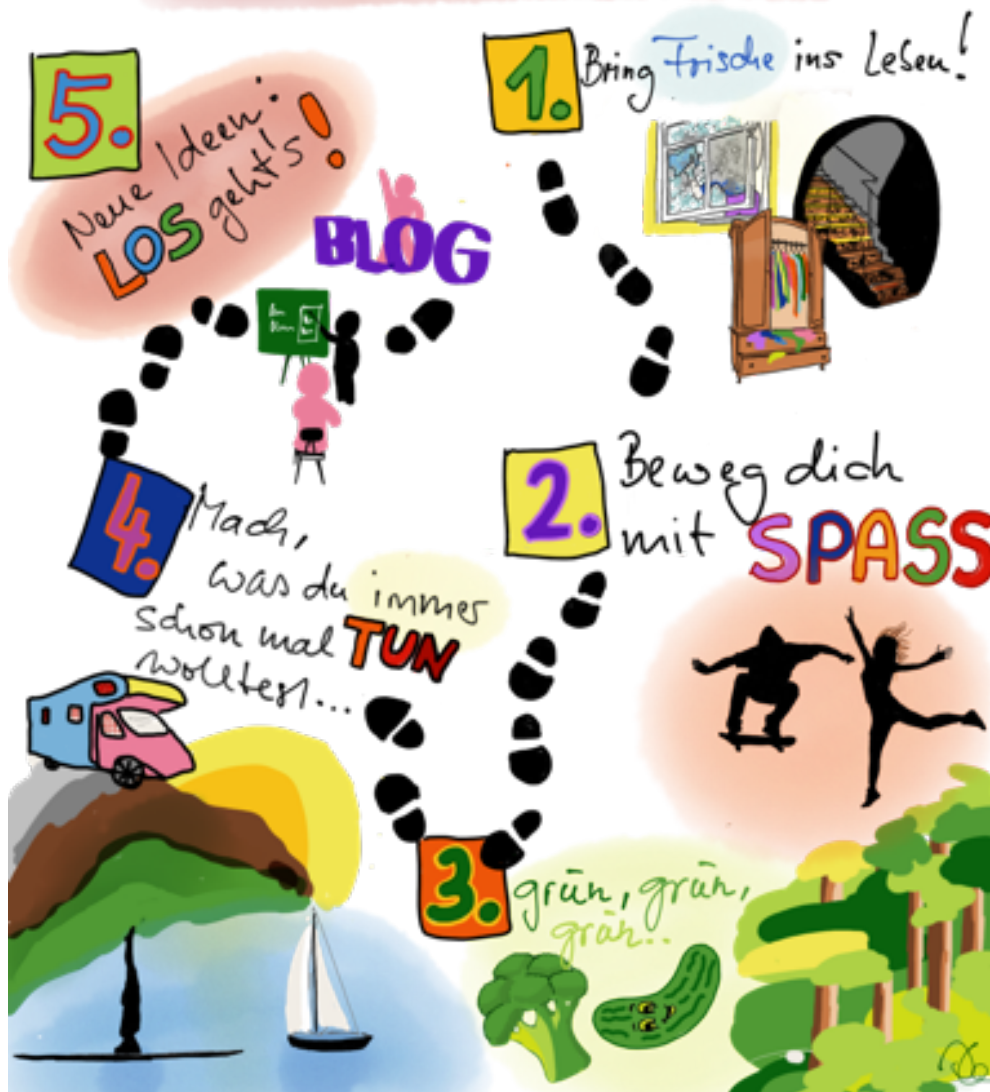 1. Bring Frische ins Leben!
2. Beweg dich
mit SPASS
3. grün, grün,
grün..
4. Mach,
was du immer
schon mal TUN
wolltest...
5. Neue Ideen:
LOS geht's!
BLOG